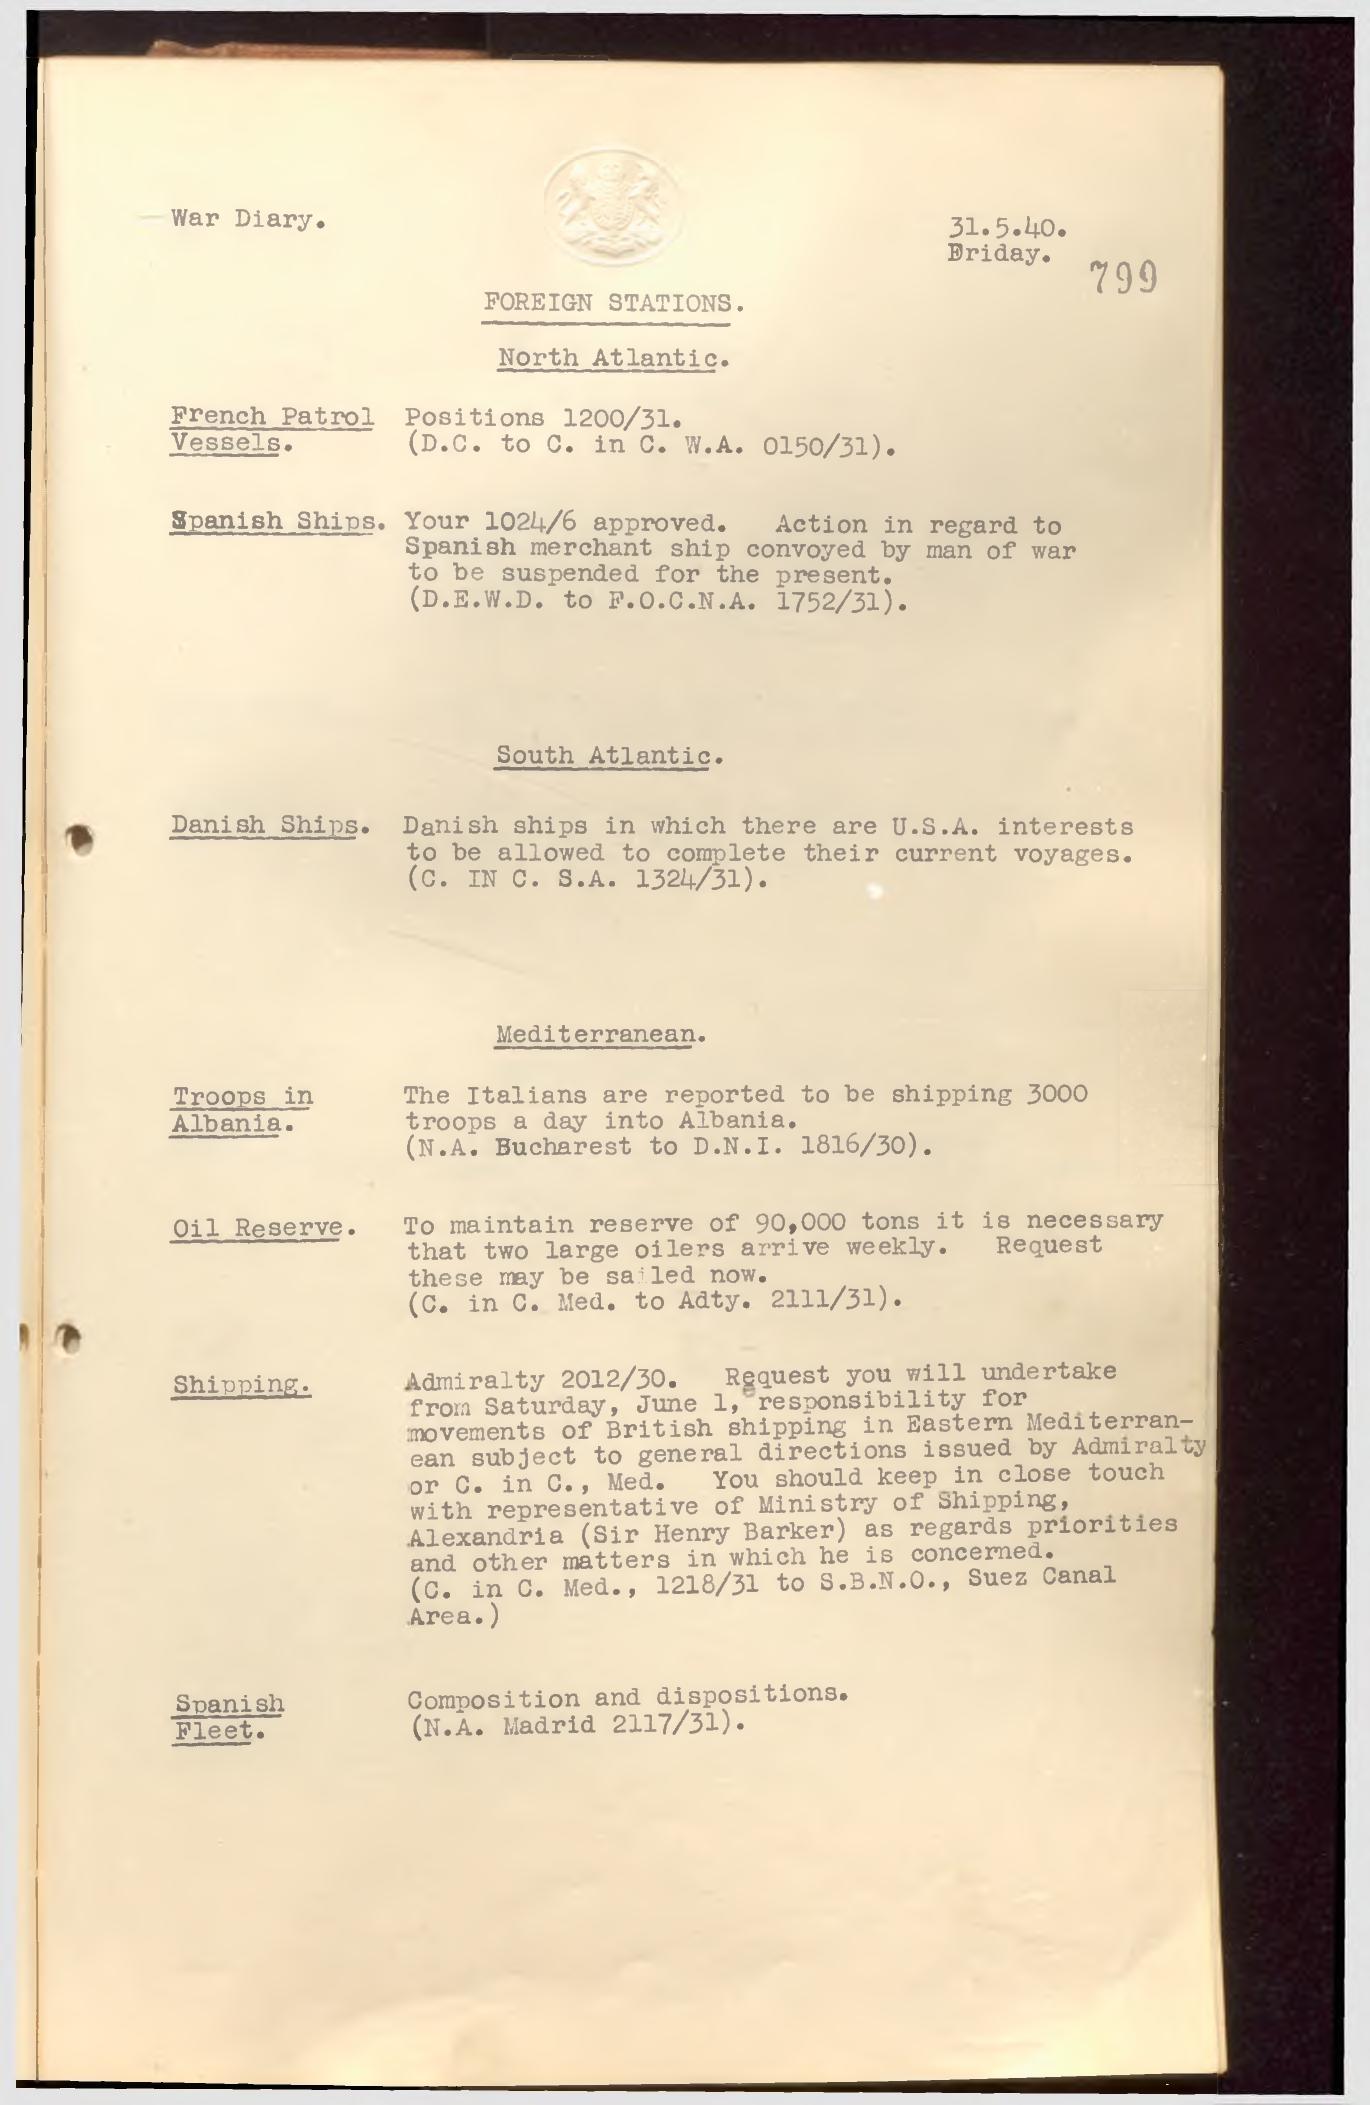 War Diary.
31.5.40.
Friday.
799
FOREIGN STATIONS.
North Atlantic.
French Patrol Vessels.
Positions 1200/31.
(D.C. to C. in C. W.A. 0150/31).
Spanish Ships.
Your 1024/6 approved. Action in regard to
Spanish merchant ship convoyed by man of war
to be suspended for the present.
(D.E.W.D. to F.O.C.N.A. 1752/31).
South Atlantic.
Danish Ships.
Danish ships in which there are U.S.A. interests
to be allowed to complete their current voyages.
(C. IN C. S.A. 1324/31).
Mediterranean.
Troops in
Albania.
The Italians are reported to be shipping 3000
troops a day into Albania.
(N.A. Bucharest to D.N.I. 1816/30).
Oil Reserve.
To maintain reserve of 90,000 tons it is necessary
that two large oilers arrive weekly. Request
these may be sailed now.
(C. in C. Med. to Adty. 2111/31).
Shipping.
Admiralty 2012/30. Request you will undertake
from Saturday, June 1, responsibility for
movements of British shipping in Eastern Mediterran-
ean subject to general directions issued by Admiralty
or C. in C., Med. You should keep in close touch
with representative of Ministry of Shipping,
Alexandria (Sir Henry Barker) as regards priorities
and other matters in which he is concerned.
(C. in C. Med., 1218/31 to S.B.N.O., Suez Canal
Area.)
Spanish
Fleet.
Composition and dispositions.
(N.A. Madrid 2117/31).